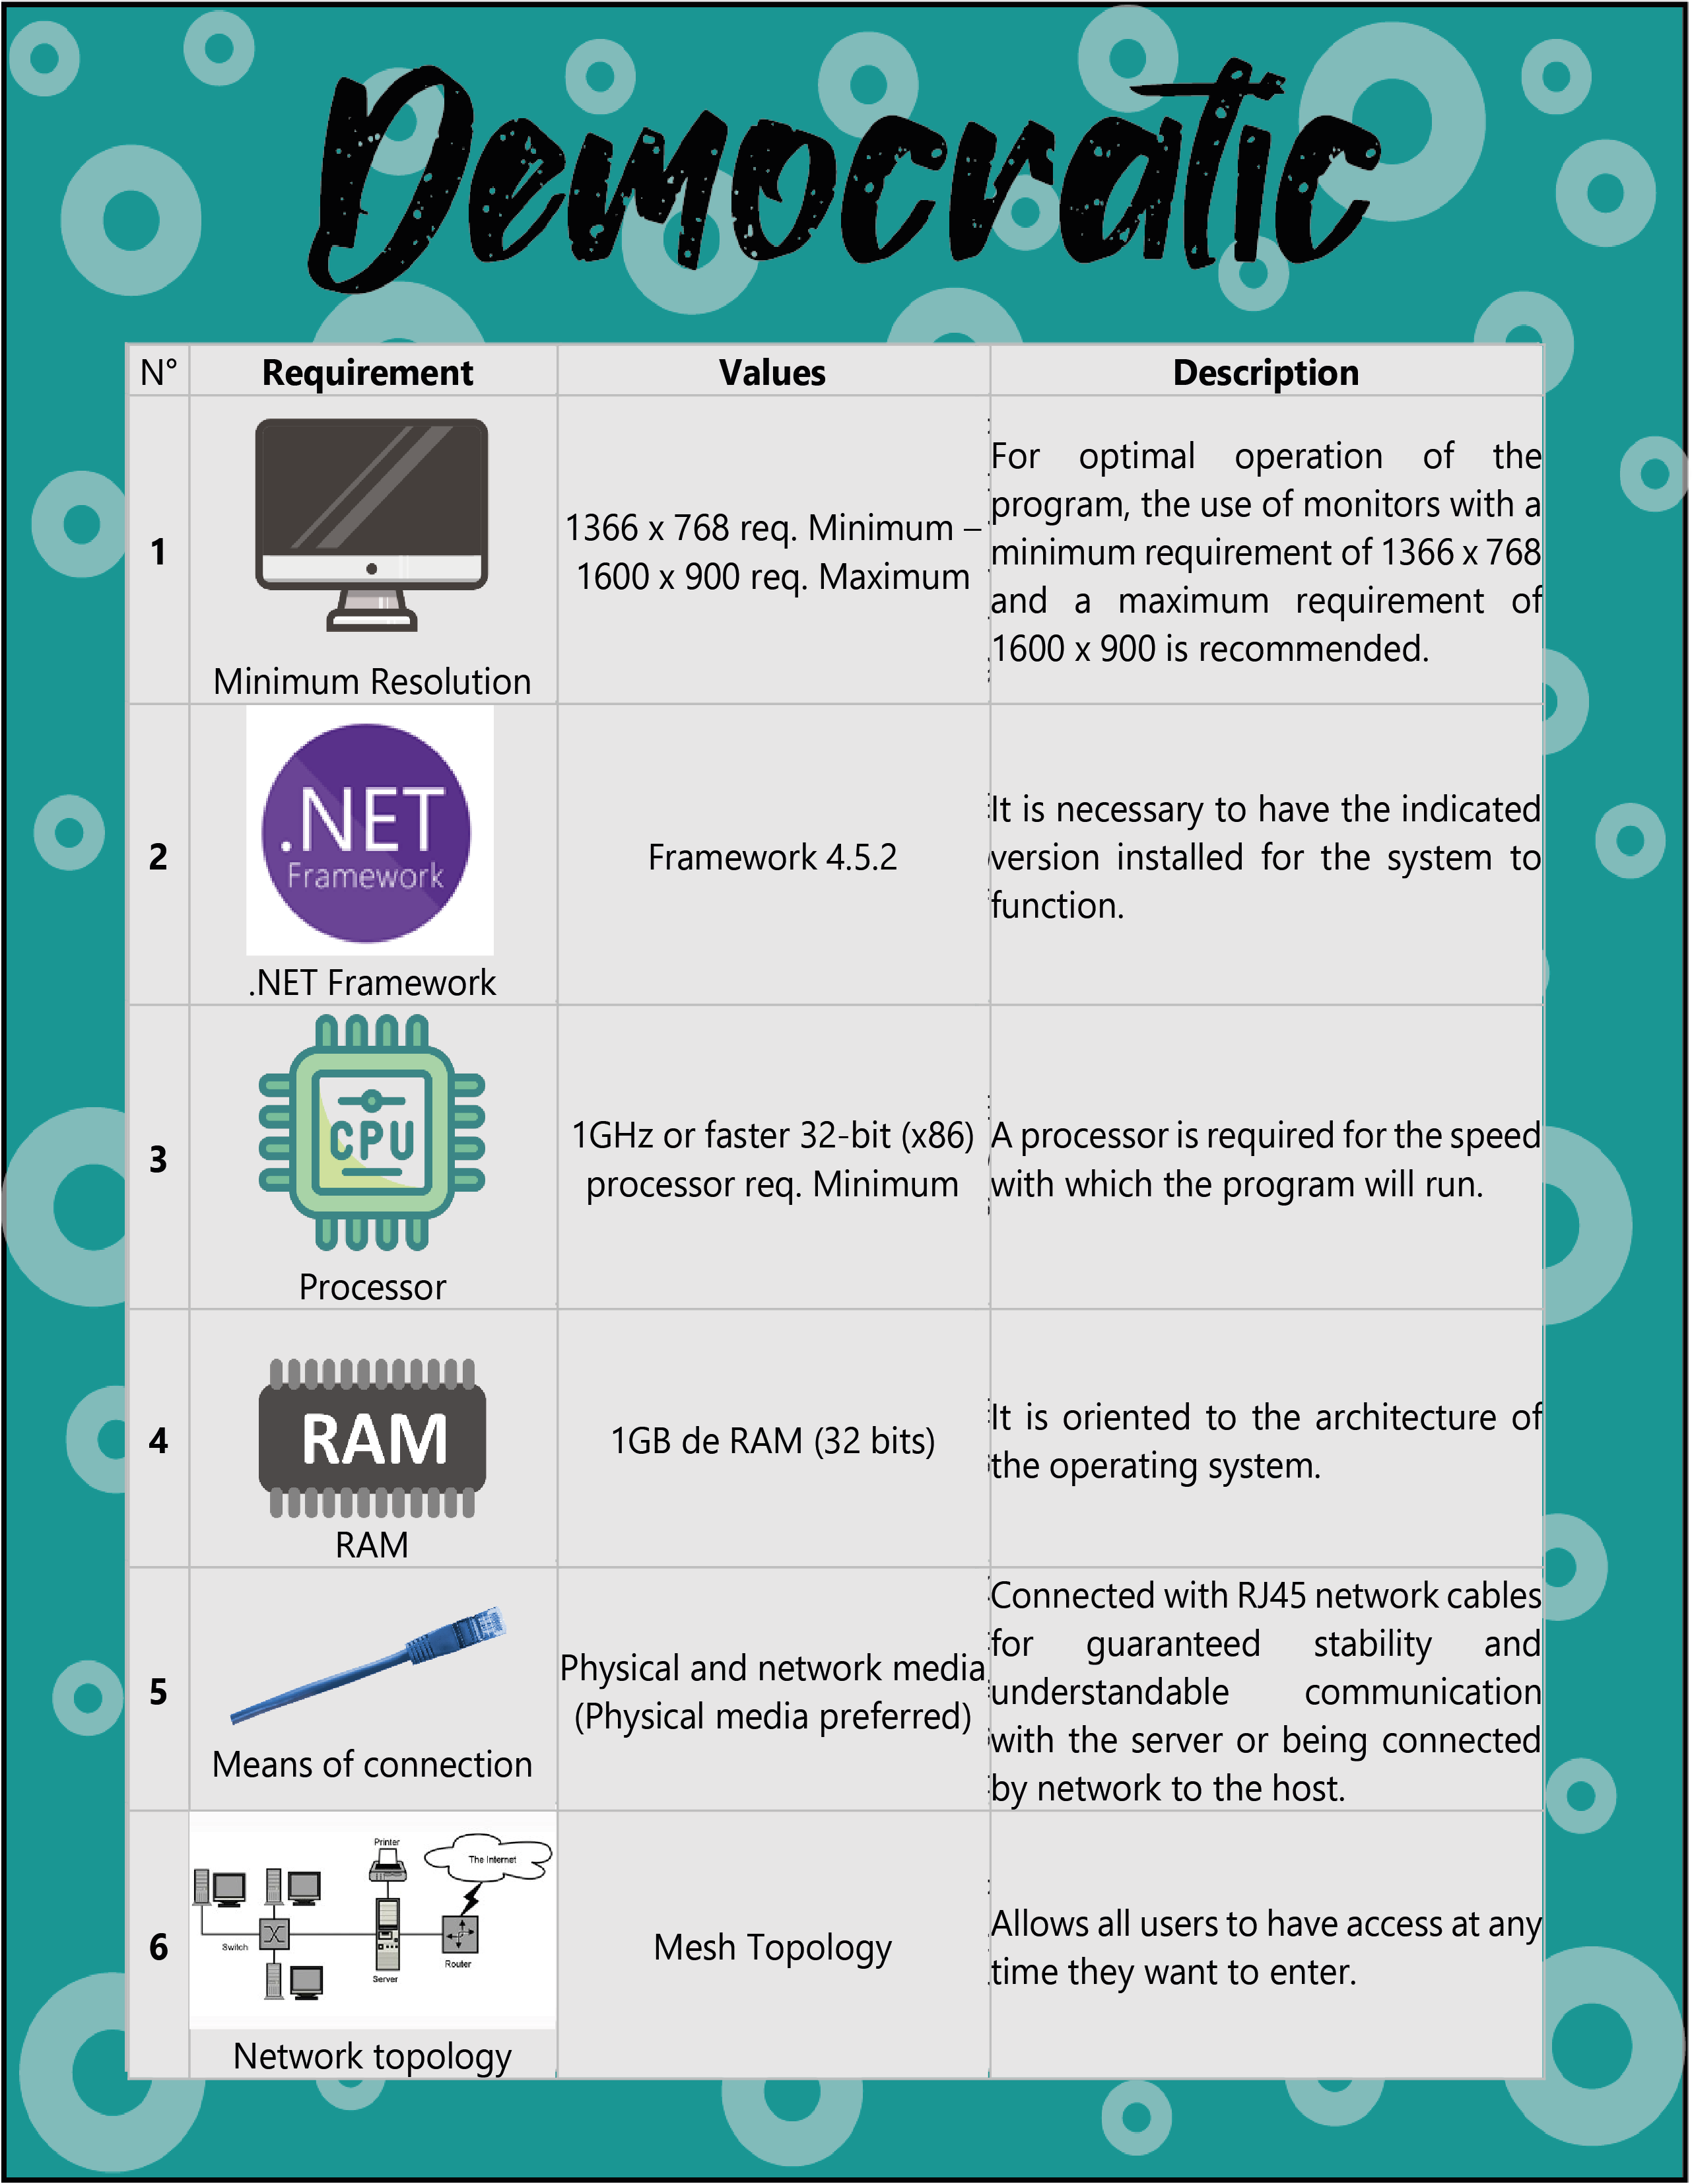 Democratic
N° Requirement Values Description
1
Minimum Resolution
1366 x 768 req. Minimum –
1600 x 900 req. Maximum
For optimal operation of the
program, the use of monitors with a
minimum requirement of 1366 x 768
and a maximum requirement of
1600 x 900 is recommended.
2
.NET
Framework
.NET Framework
Framework 4.5.2
It is necessary to have the indicated
version installed for the system to
function.
3
CPU
Processor
1GHz or faster 32-bit (x86)
processor req. Minimum
A processor is required for the speed
with which the program will run.
4
RAM
RAM
1GB de RAM (32 bits)
It is oriented to the architecture of
the operating system.
5
Means of connection
Physical and network media
(Physical media preferred)
Connected with RJ45 network cables
for guaranteed stability and
understandable communication
with the server or being connected
by network to the host.
6
Printer
The Internet
Switch
Server
Router
Network topology
Mesh Topology
Allows all users to have access at any
time they want to enter.